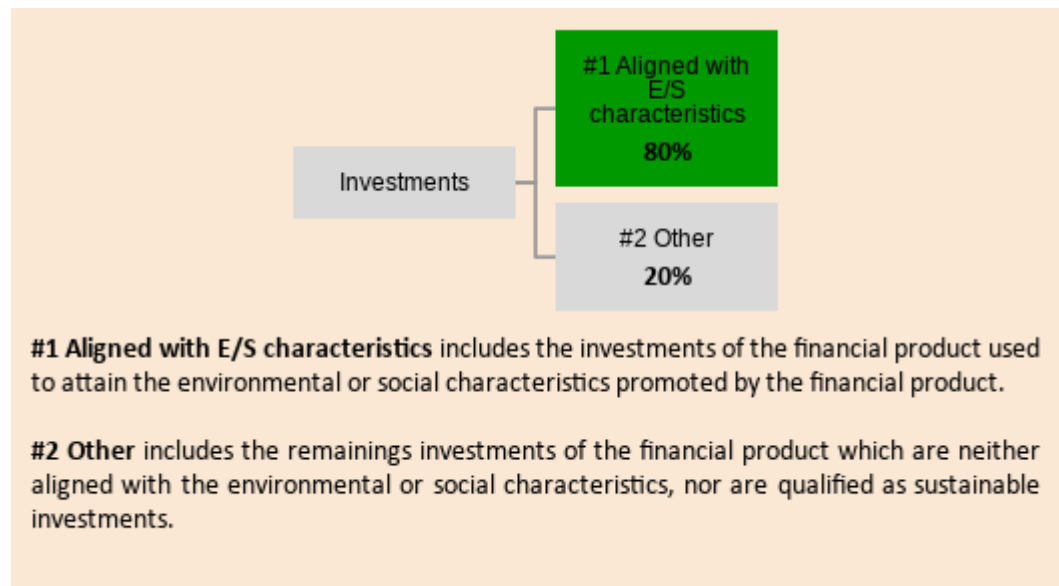 #1 Aligned with
E/S
characteristics
80%
Investments
#2 Other
20%
#1 Aligned with E/S characteristics includes the investments of the financial product used
to attain the environmental or social characteristics promoted by the financial product.
#2 Other includes the remainings investments of the financial product which are neither
aligned with the environmental or social characteristics, nor are qualified as sustainable
investments.